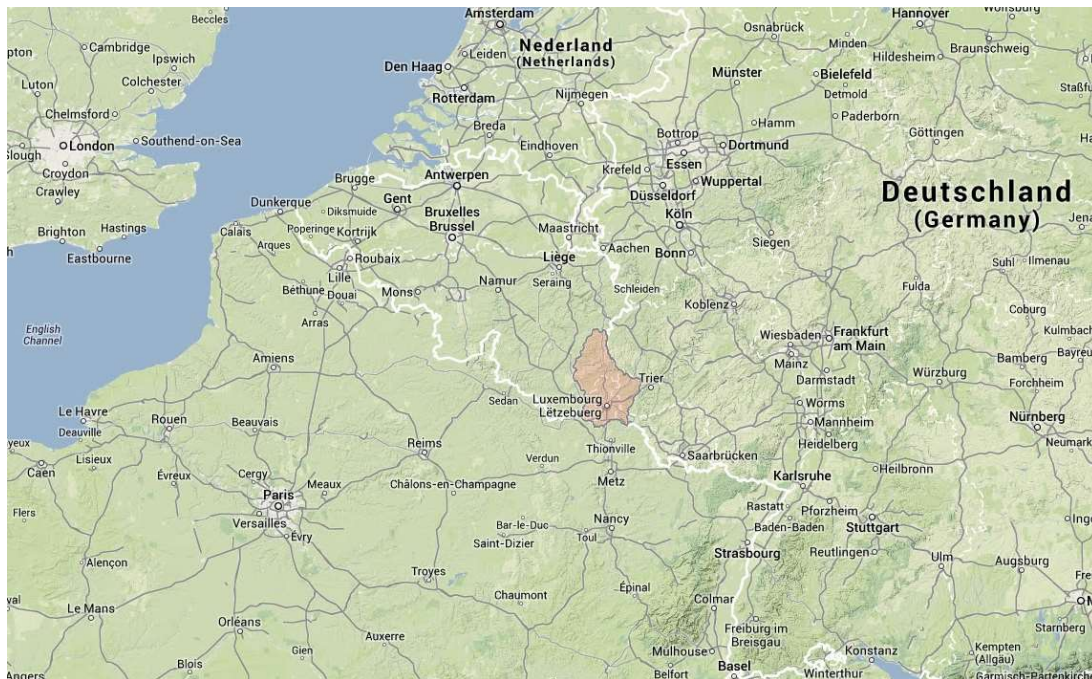 Beccles
Amsterdam
Osnabrück
Hannover
Wolfsburg
Cambridge
Ipswich
Leiden
Nederland
(Netherlands)
Minden
Braunschweig
Luton
Colchester
Den Haag
Hildesheim
Chelmsford
Rotterdam
Nijmegen
Münster
Bielefeld
Detmold
London
Southend-on-Sea
Breda
Eindhoven
Bottrop
Hamm
Paderborn
Göttingen
Slough
Croydon
Essen
Dortmund
Crawley
Brugge
Antwerpen
Krefeld
Wuppertal
Deutschland
(Germany)
Dunkerque
Diksmuide
Gent
Düsseldorf
Brighton
Hastings
Calais
Poperinge
Kortrijk
Bruxelles
Brussel
Maastricht
Köln
Eastbourne
Arques
Roubaix
Aachen
Siegen
Lille
Liège
Bonn
Suhl
Ilmenau
Béthune
Douai
Mons
Namur
Seraing
Schleiden
Koblenz
Fulda
Arras
Coburg
English
Channel
Wiesbaden
Frankfurt
am Main
Kulmbach
Amiens
Mainz
Bamberg
Trier
Darmstadt
Würzburg
Forchheim
Sedan
Luxembourg
Lëtzebuerg
Worms
Le Havre
Deauville
Rouen
Beauvais
Mannheim
Nürnberg
Heidelberg
Reims
Thionville
Caen
Lisieux
Verdun
Saarbrücken
Heilbronn
Évreux
Cergy
Meaux
Châlons-en-Champagne
Metz
Karlsruhe
Paris
Rastatt
Pforzheim
Flers
Versailles
Évry
Bar-le-Duc
Nancy
Baden-Baden
Stuttgart
Saint-Dizier
Toul
Strasbourg
Reutlingen
Ulm
Augsburg
Alençon
Troyes
Épinal
Chaumont
Colmar
Le Mans
Orléans
Auxerre
Freiburg im
Breisgau
Starnberg
Gien
Mulhouse
Konstanz
Kempten
(Allgäu)
Blois
Belfort
Basel
Winterthur
Angers